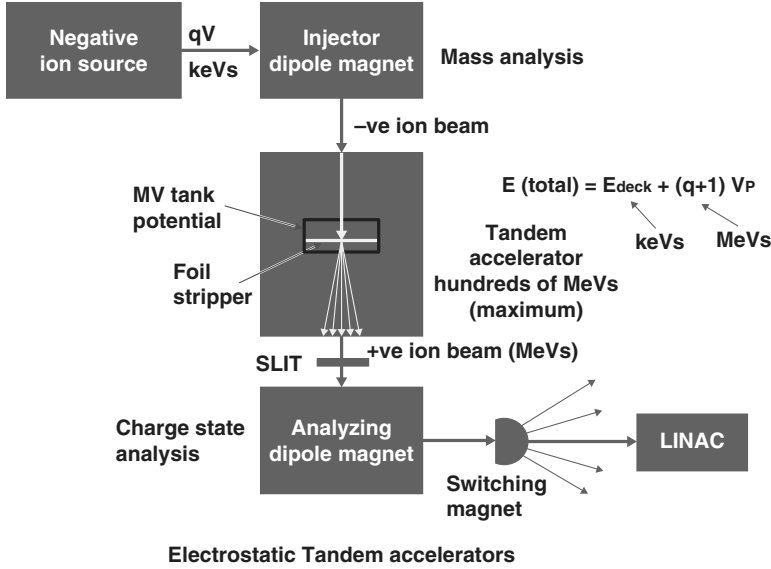 Negative
ion source
qV
keVs
Injector
dipole magnet
Mass analysis
–ve ion beam
MV tank
potential
Foil
stripper
E (total) = Edeck + (q+1) VP
keVs
MeVs
Tandem
accelerator
hundreds of MeVs
(maximum)
+ve ion beam (MeVs)
SLIT
Charge state
analysis
Analyzing
dipole magnet
Switching
magnet
LINAC
Electrostatic Tandem accelerators